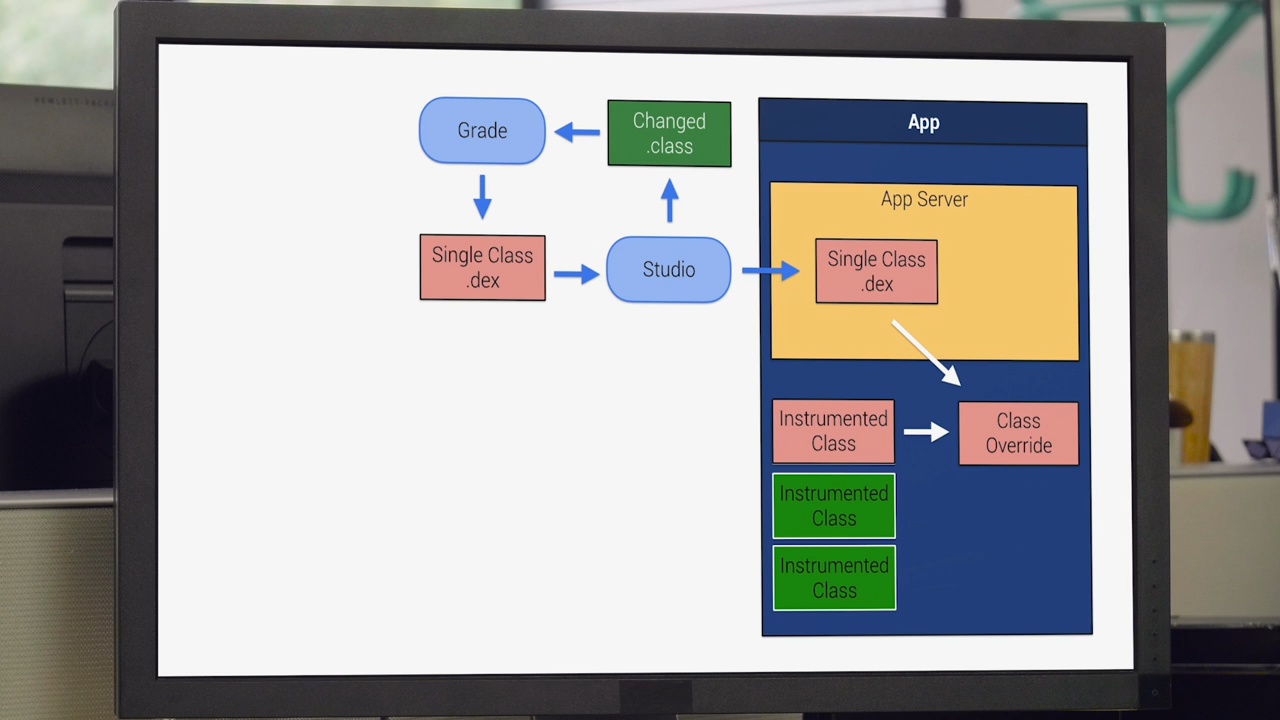 Grade
Changed
.class
App
App Server
Single Class
.dex
Studio
Single Class
.dex
Instrumented
Class
Class
Override
Instrumented
Class
Instrumented
Class